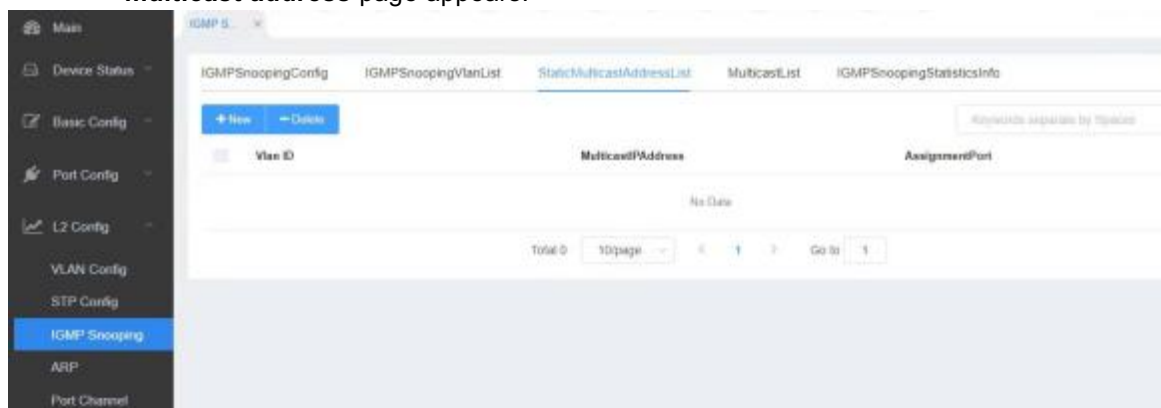 Multicast address page appears.
Main
IGMP S...
Device Status
IGMPSnoopingConfig IGMPSnoopingVlanList StaticMulticastAddressList MulticastList IGMPSnoopingStatisticsInfo
Basic Config
+ New − Delete Keywords separate by Spaces
Vlan ID MulticastIPAddress AssignmentPort
Port Config
No Data
L2 Config
Total 0 10/page < 1 > Go to 1
VLAN Config
STP Config
IGMP Snooping
ARP
Port Channel